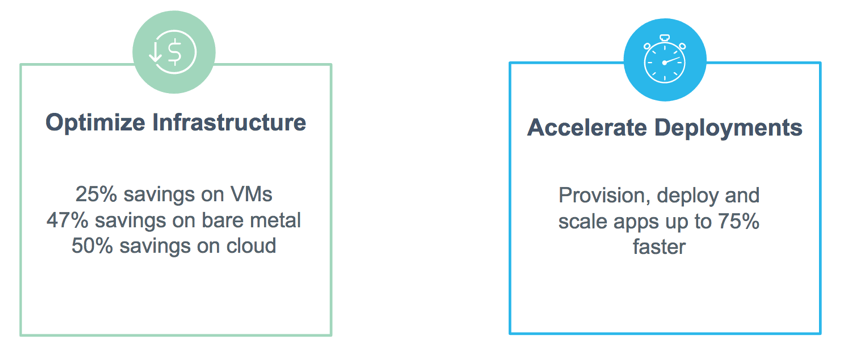 $
Optimize Infrastructure
25% savings on VMs
47% savings on bare metal
50% savings on cloud
Accelerate Deployments
Provision, deploy and
scale apps up to 75%
faster